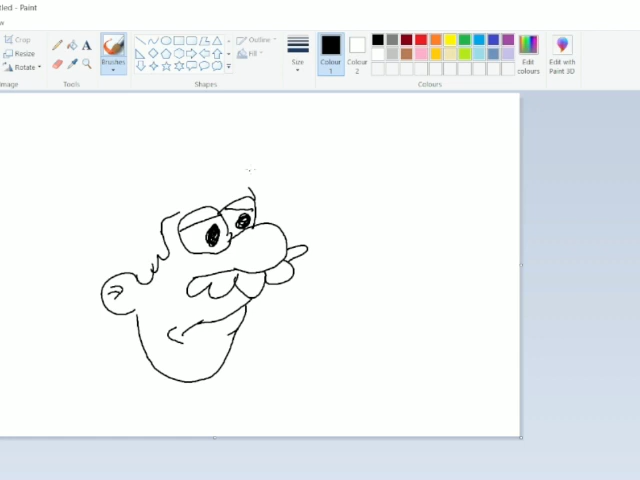 tled - Paint
Crop
Outline
Resize
A
Fill
Rotate
Brushes
Size
Colour
1
Colour
2
Edit
colours
Edit with
Paint 3D
mage
Tools
Shapes
Colours